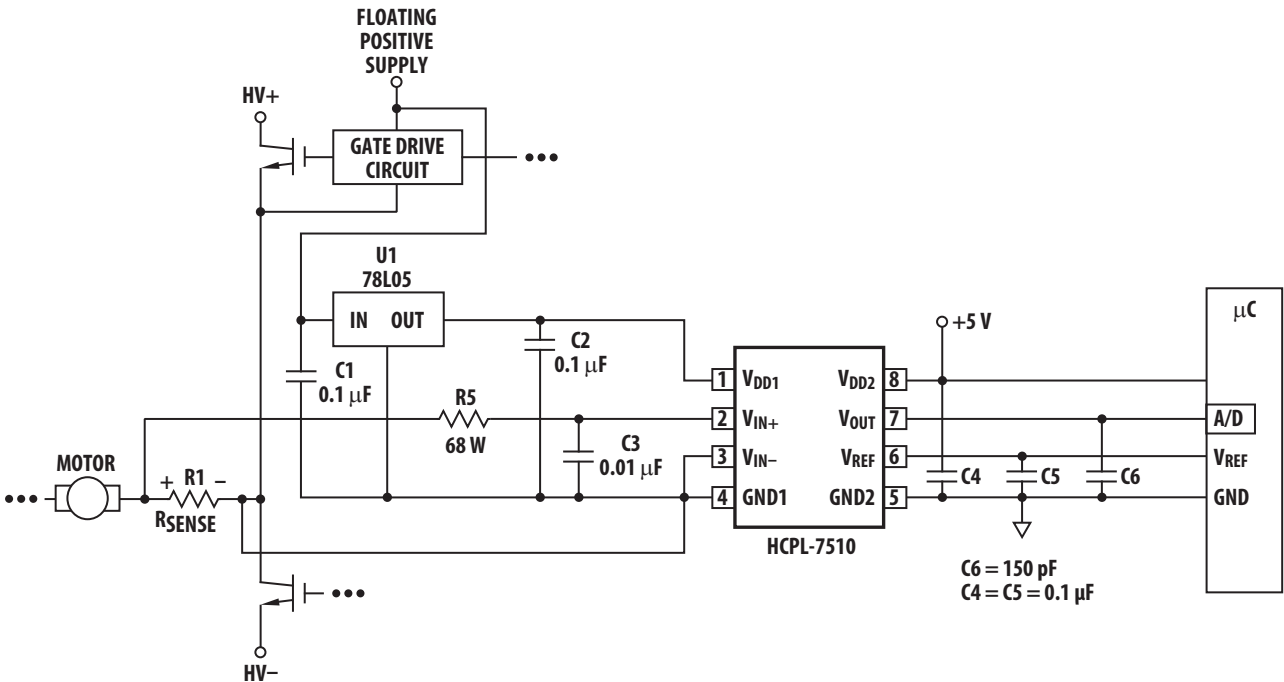 FLOATING
POSITIVE
SUPPLY
HV+
GATE DRIVE
CIRCUIT
•••
U1
78L05
IN OUT
C1
0.1 μF
C2
0.1 μF
R5
68 W
C3
0.01 μF
MOTOR
•••
+ R1 –
RSENSE
•••
HV–
1 VDD1
2 VIN+
3 VIN–
4 GND1
VDD2 8
VOUT 7
VREF 6
GND2 5
HCPL-7510
+5 V
C4
C5
C6
C6 = 150 pF
C4 = C5 = 0.1 μF
μC
A/D
VREF
GND